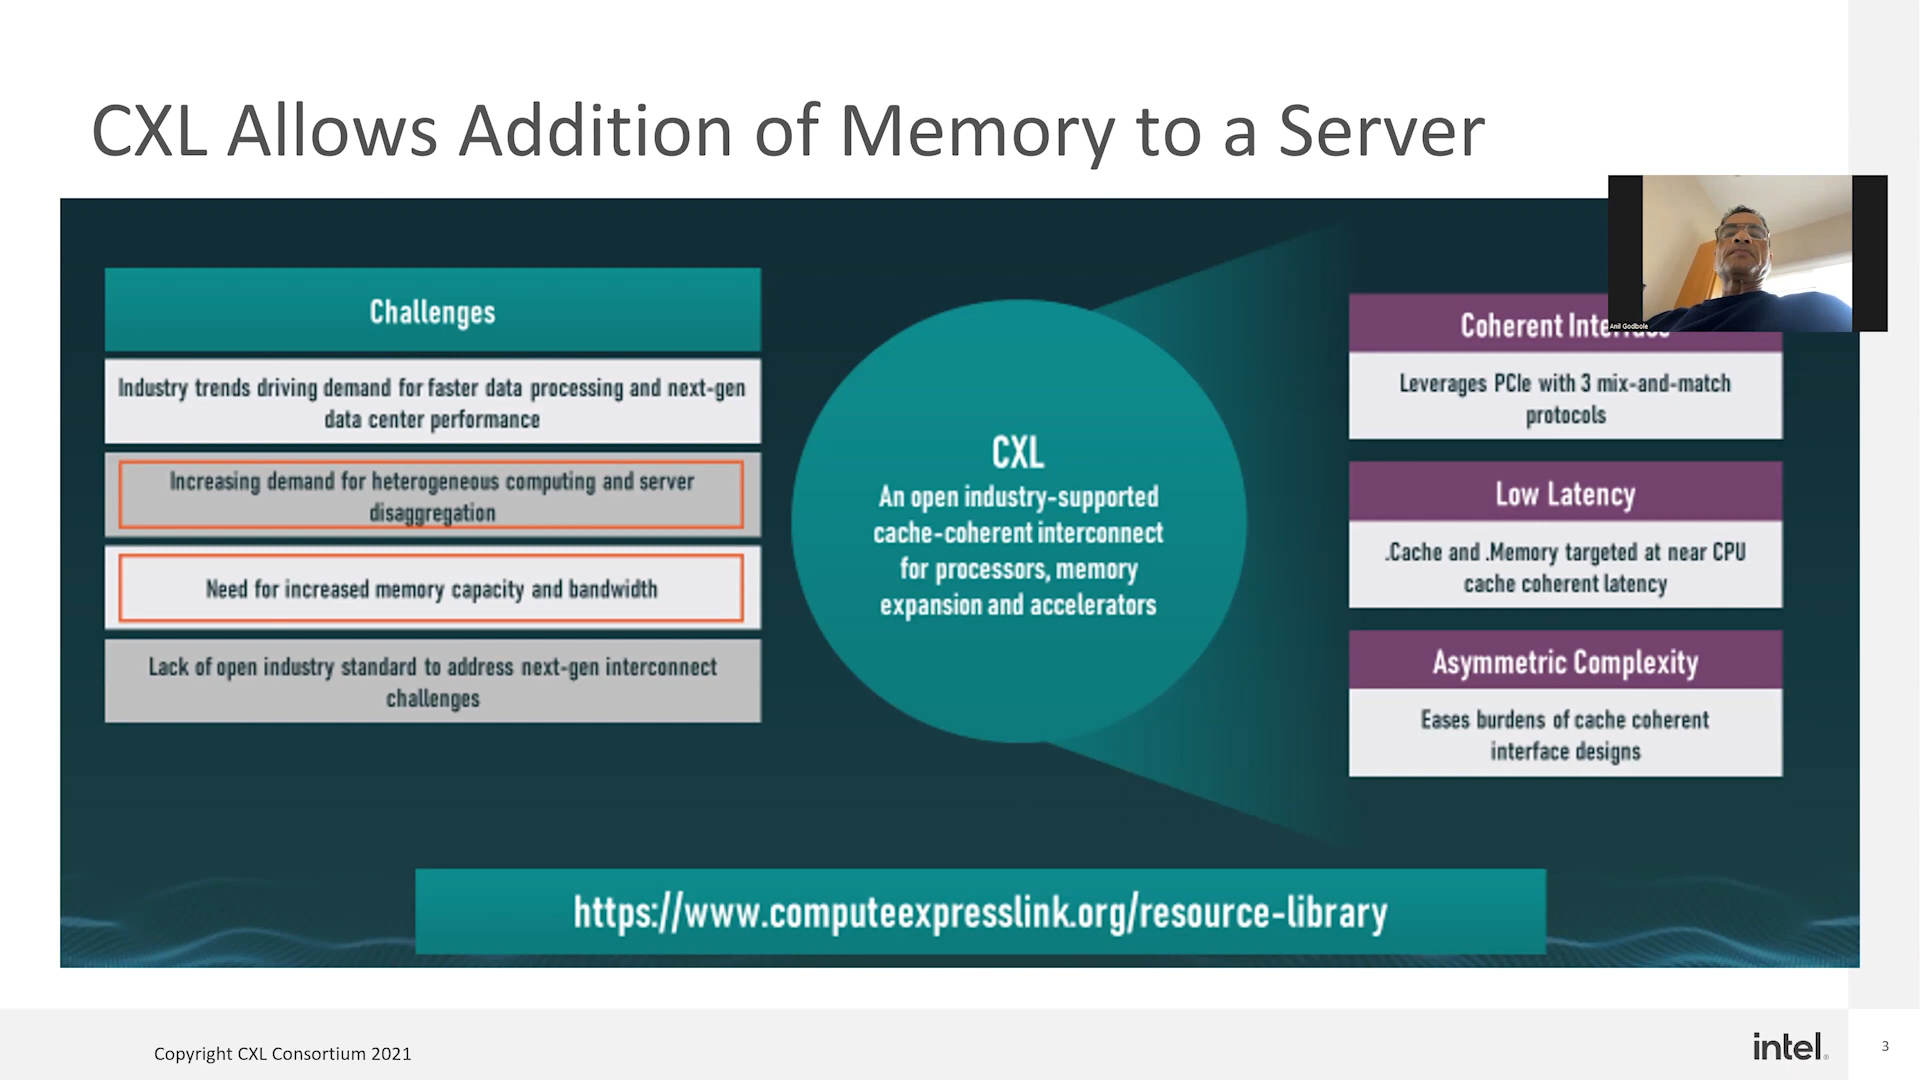 CXL Allows Addition of Memory to a Server
Challenges
Industry trends driving demand for faster data processing and next-gen
data center performance
Increasing demand for heterogeneous computing and server
disaggregation
Need for increased memory capacity and bandwidth
Lack of open industry standard to address next-gen interconnect
challenges
CXL
An open industry-supported
cache-coherent interconnect
for processors, memory
expansion and accelerators
Anil Godbole
Coherent
Leverages PCIe with 3 mix-and-match
protocols
Low Latency
.Cache and .Memory targeted at near CPU
cache coherent latency
Asymmetric Complexity
Eases burdens of cache coherent
interface designs
https://www.computeexpresslink.org/resource-library
Copyright CXL Consortium 2021
intel
3